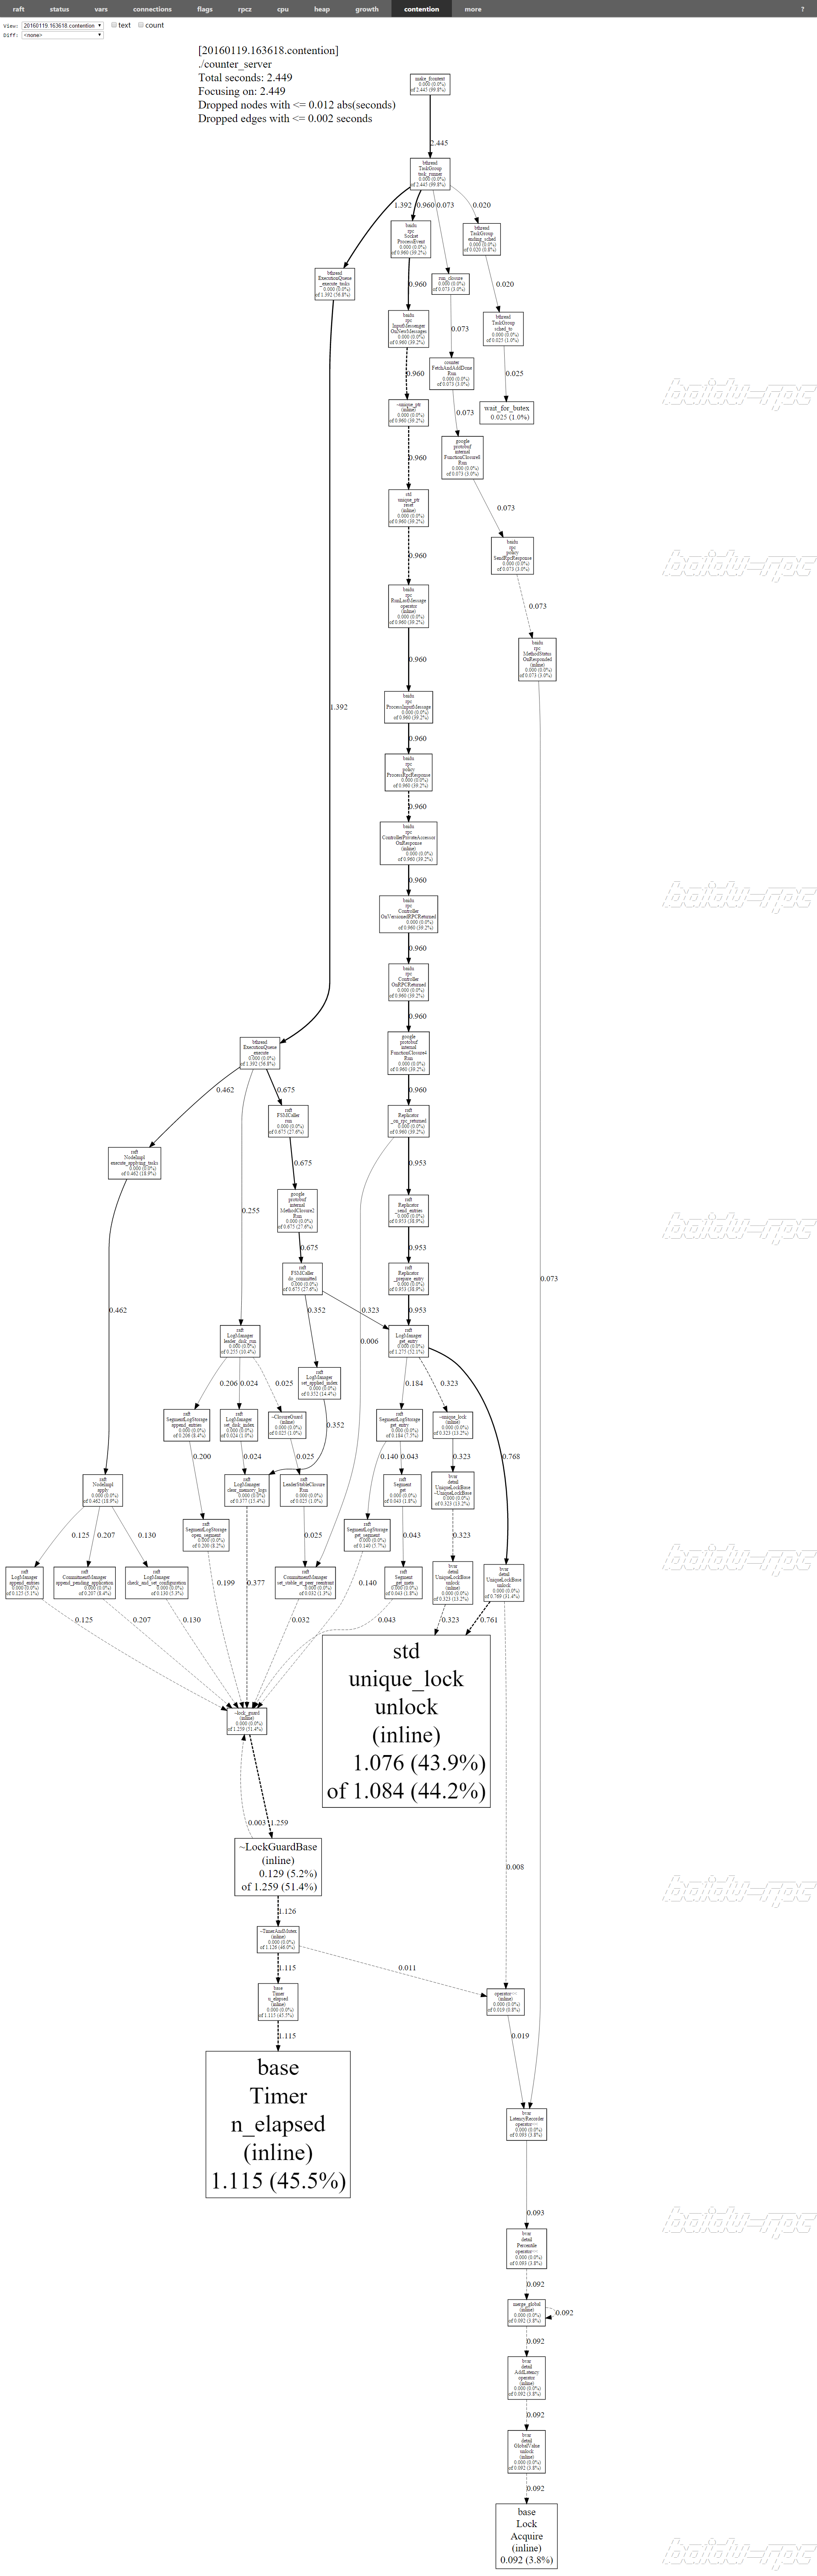 raft status vars connections flags rpcz cpu heap growth contention more ?
View: 20160119.163618.contention text count
Diff: <none>
[20160119.163618.contention]
./counter_server
Total seconds: 2.449
Focusing on: 2.449
Dropped nodes with <= 0.012 abs(seconds)
Dropped edges with <= 0.002 seconds
make_fcontext
0.000 (0.0%)
of 2.445 (99.8%)
2.445
bthread
TaskGroup
task_runner
0.000 (0.0%)
of 2.445 (99.8%)
1.392 0.960 0.073 0.020
baidu
rpc
Socket
ProcessEvent
0.000 (0.0%)
of 0.960 (39.2%)
bthread
TaskGroup
ending_sched
0.000 (0.0%)
of 0.020 (0.8%)
bthread
ExecutionQueue
_execute_tasks
0.000 (0.0%)
of 1.392 (56.8%)
run_closure
0.000 (0.0%)
of 0.073 (3.0%)
0.960
0.020
baidu
rpc
InputMessenger
OnNewMessages
0.000 (0.0%)
of 0.960 (39.2%)
0.073
bthread
TaskGroup
sched_to
0.000 (0.0%)
of 0.025 (1.0%)
counter
FetchAndAddDone
Run
0.000 (0.0%)
of 0.073 (3.0%)
0.960
0.025
~unique_ptr
(inline)
0.000 (0.0%)
of 0.960 (39.2%)
0.073
wait_for_butex
0.025 (1.0%)
google
protobuf
internal
FunctionClosure4
Run
0.000 (0.0%)
of 0.073 (3.0%)
0.960
std
unique_ptr
reset
(inline)
0.000 (0.0%)
of 0.960 (39.2%)
0.073
baidu
rpc
policy
SendRpcResponse
0.000 (0.0%)
of 0.073 (3.0%)
0.960
baidu
rpc
RunLastMessage
operator
(inline)
0.000 (0.0%)
of 0.960 (39.2%)
0.073
baidu
rpc
MethodStatus
OnResponded
(inline)
0.000 (0.0%)
of 0.073 (3.0%)
0.960
1.392
baidu
rpc
ProcessInputMessage
0.000 (0.0%)
of 0.960 (39.2%)
0.960
baidu
rpc
policy
ProcessRpcResponse
0.000 (0.0%)
of 0.960 (39.2%)
0.960
baidu
rpc
ControllerPrivateAccessor
OnResponse
(inline)
0.000 (0.0%)
of 0.960 (39.2%)
0.960
baidu
rpc
Controller
OnVersionedRPCReturned
0.000 (0.0%)
of 0.960 (39.2%)
0.960
baidu
rpc
Controller
OnRPCReturned
0.000 (0.0%)
of 0.960 (39.2%)
0.960
bthread
ExecutionQueue
_execute
0.000 (0.0%)
of 1.392 (56.8%)
google
protobuf
internal
FunctionClosure4
Run
0.000 (0.0%)
of 0.960 (39.2%)
0.462 0.675 0.960
raft
FSMCaller
run
0.000 (0.0%)
of 0.675 (27.6%)
raft
Replicator
_on_rpc_returned
0.000 (0.0%)
of 0.960 (39.2%)
raft
NodeImpl
execute_applying_tasks
0.000 (0.0%)
of 0.462 (18.9%)
0.675 0.953
google
protobuf
internal
MethodClosure2
Run
0.000 (0.0%)
of 0.675 (27.6%)
raft
Replicator
_send_entries
0.000 (0.0%)
of 0.953 (38.9%)
0.255
0.675 0.953
raft
FSMCaller
do_committed
0.000 (0.0%)
of 0.675 (27.6%)
raft
Replicator
_prepare_entry
0.000 (0.0%)
of 0.953 (38.9%)
0.073
0.462 0.352 0.323 0.953
0.006
raft
LogManager
leader_disk_run
0.000 (0.0%)
of 0.255 (10.4%)
raft
LogManager
get_entry
0.000 (0.0%)
of 1.275 (52.1%)
raft
LogManager
set_applied_index
0.000 (0.0%)
of 0.352 (14.4%)
0.206 0.024 0.025 0.184 0.323
raft
SegmentLogStorage
append_entries
0.000 (0.0%)
of 0.206 (8.4%)
raft
LogManager
set_disk_index
0.000 (0.0%)
of 0.024 (1.0%)
~ClosureGuard
(inline)
0.000 (0.0%)
of 0.025 (1.0%)
0.352
raft
SegmentLogStorage
get_entry
0.000 (0.0%)
of 0.184 (7.5%)
~unique_lock
(inline)
0.000 (0.0%)
of 0.323 (13.2%)
0.200 0.024 0.025 0.140 0.043 0.323 0.768
raft
NodeImpl
apply
0.000 (0.0%)
of 0.462 (18.9%)
raft
LogManager
clear_memory_logs
0.000 (0.0%)
of 0.377 (15.4%)
raft
LeaderStableClosure
Run
0.000 (0.0%)
of 0.025 (1.0%)
raft
Segment
get
0.000 (0.0%)
of 0.043 (1.8%)
bvar
detail
UniqueLockBase
~UniqueLockBase
0.000 (0.0%)
of 0.323 (13.2%)
raft
SegmentLogStorage
open_segment
0.000 (0.0%)
of 0.200 (8.2%)
raft
SegmentLogStorage
get_segment
0.000 (0.0%)
of 0.140 (5.7%)
0.125 0.207 0.130 0.025 0.043 0.323
raft
LogManager
append_entries
0.000 (0.0%)
of 0.125 (5.1%)
raft
CommitmentManager
append_pending_application
0.000 (0.0%)
of 0.207 (8.4%)
raft
LogManager
check_and_set_configuration
0.000 (0.0%)
of 0.130 (5.3%)
raft
CommitmentManager
set_stable_at_peer_reentrant
0.000 (0.0%)
of 0.032 (1.3%)
raft
Segment
_get_meta
0.000 (0.0%)
of 0.043 (1.8%)
bvar
detail
UniqueLockBase
unlock
(inline)
0.000 (0.0%)
of 0.323 (13.2%)
bvar
detail
UniqueLockBase
unlock
0.000 (0.0%)
of 0.769 (31.4%)
0.199 0.377 0.140
0.125 0.207 0.130 0.032 0.043 0.323 0.761
std
unique_lock
unlock
(inline)
1.076 (43.9%)
of 1.084 (44.2%)
~lock_guard
(inline)
0.000 (0.0%)
of 1.259 (51.4%)
0.003 1.259
~LockGuardBase
(inline)
0.129 (5.2%)
of 1.259 (51.4%)
0.008
1.126
~TimerAndMutex
(inline)
0.000 (0.0%)
of 1.126 (46.0%)
1.115 0.011
base
Timer
u_elapsed
(inline)
0.000 (0.0%)
of 1.115 (45.5%)
operator<<
(inline)
0.000 (0.0%)
of 0.019 (0.8%)
1.115 0.019
base
Timer
n_elapsed
(inline)
1.115 (45.5%)
bvar
LatencyRecorder
operator<<
0.000 (0.0%)
of 0.093 (3.8%)
0.093
bvar
detail
Percentile
operator<<
0.000 (0.0%)
of 0.093 (3.8%)
0.092
merge_global
(inline)
0.000 (0.0%)
of 0.092 (3.8%)
0.092
0.092
bvar
detail
AddLatency
operator
(inline)
0.000 (0.0%)
of 0.092 (3.8%)
0.092
bvar
detail
GlobalValue
unlock
(inline)
0.000 (0.0%)
of 0.092 (3.8%)
0.092
base
Lock
Acquire
(inline)
0.092 (3.8%)